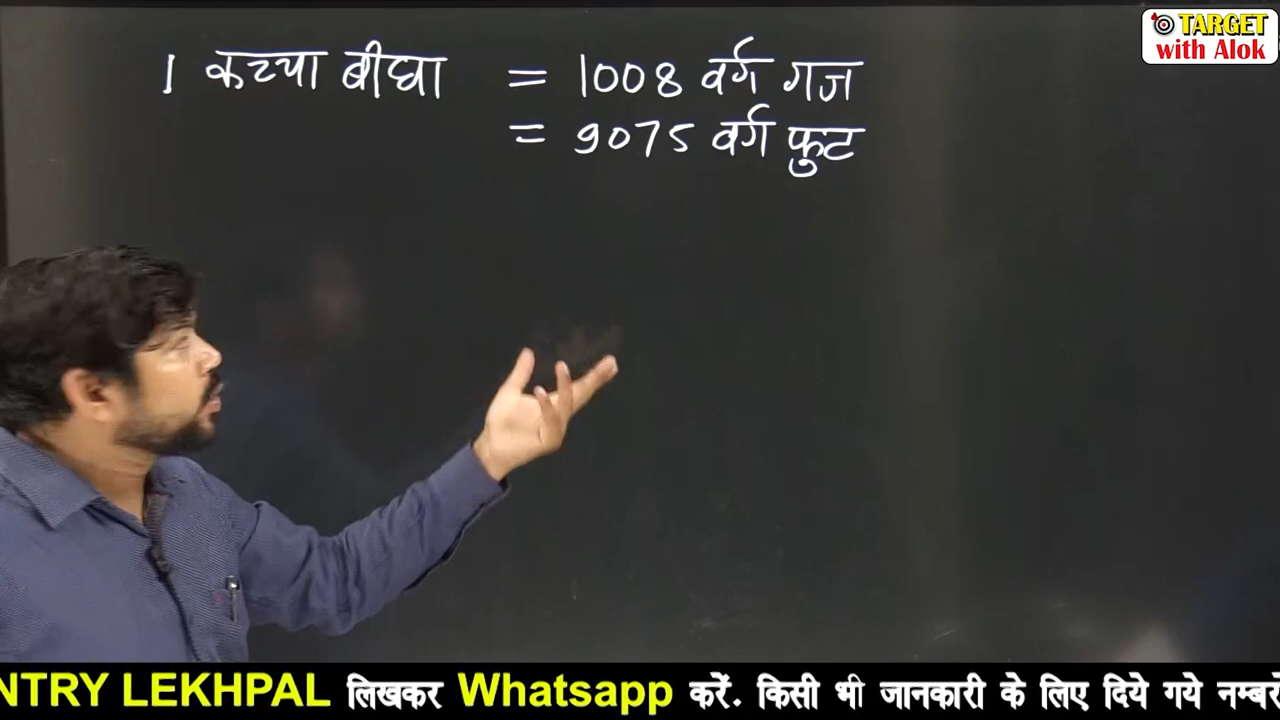 TARGET
with Alok
1 कच्चा बीघा = 1008 वर्ग गज
= 9075 वर्ग फुट
NTRY LEKHPAL लिखकर Whatsapp करें. किसी भी जानकारी के लिए दिये गये नम्बरो